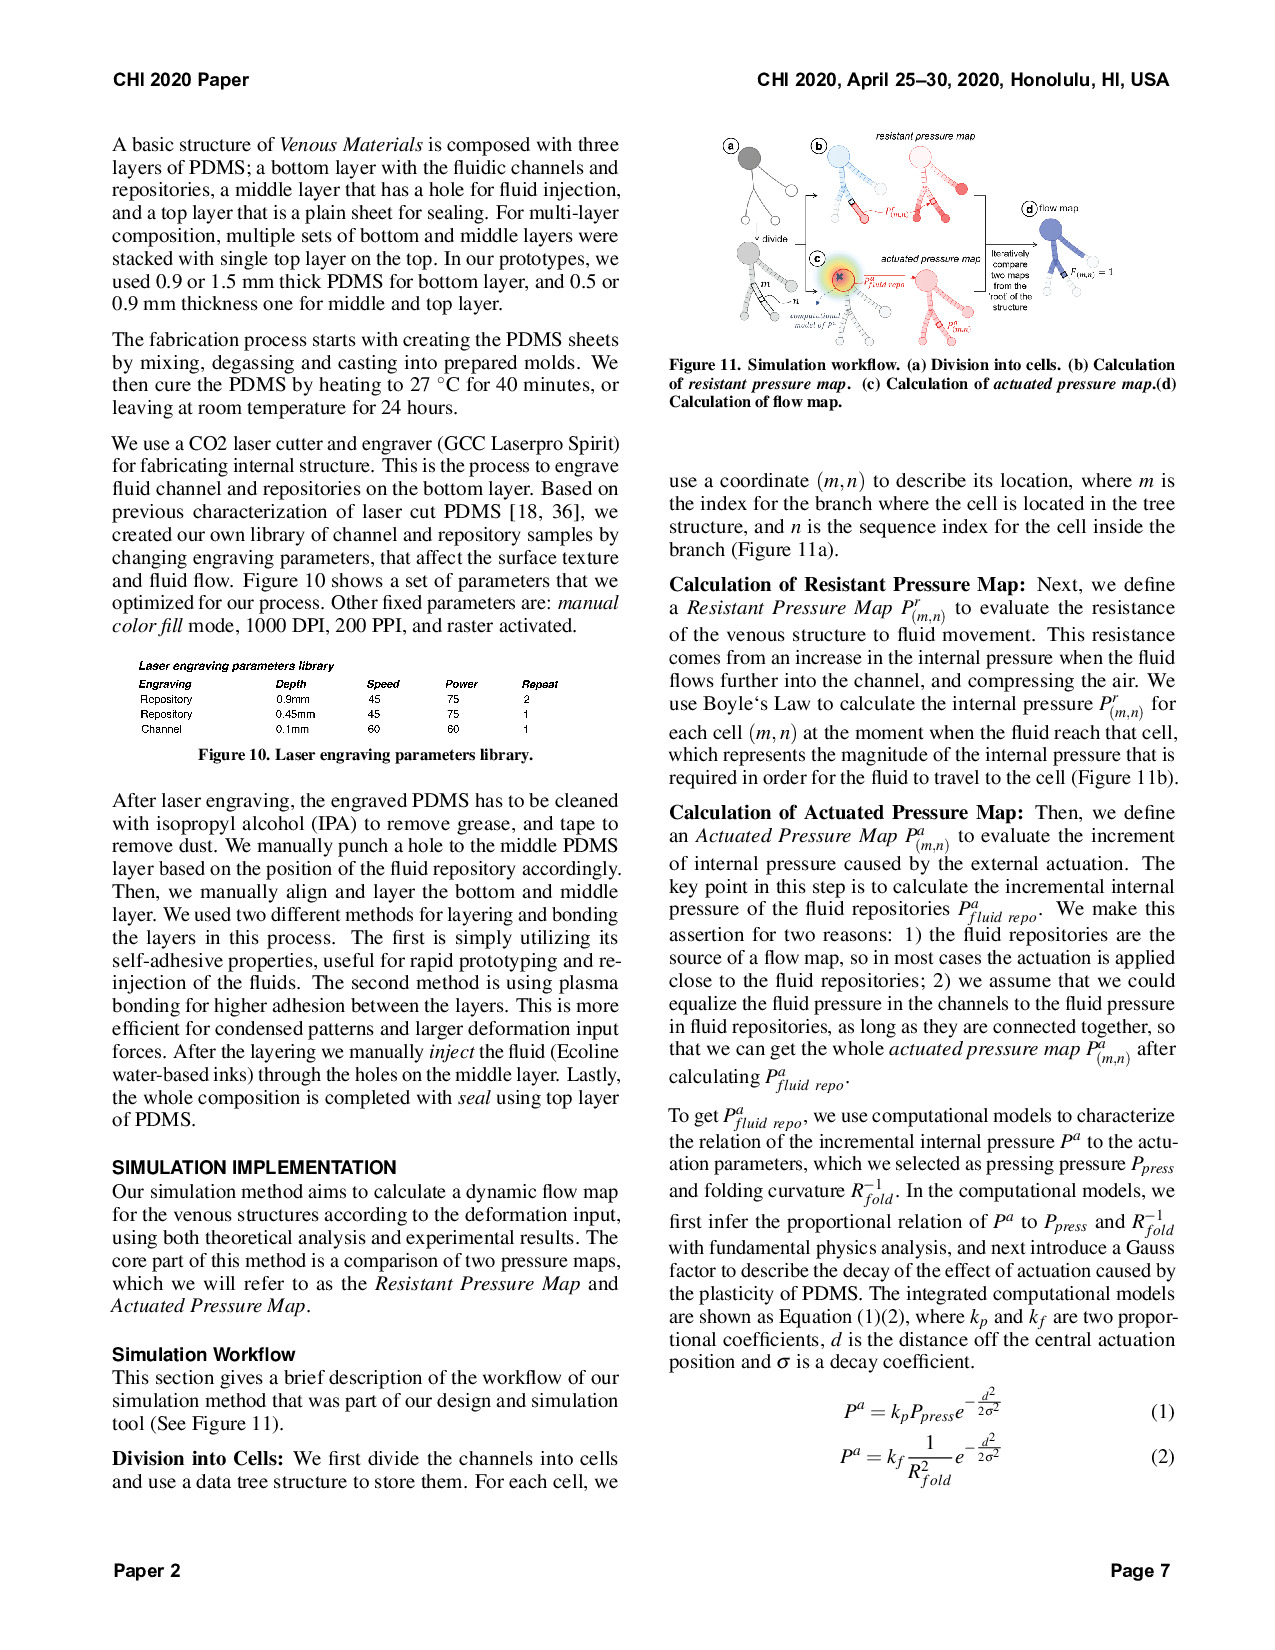 CHI 2020 Paper
CHI 2020, April 25–30, 2020, Honolulu, HI, USA
A basic structure of Venous Materials is composed with three
layers of PDMS; a bottom layer with the fluidic channels and
repositories, a middle layer that has a hole for fluid injection,
and a top layer that is a plain sheet for sealing. For multi-layer
composition, multiple sets of bottom and middle layers were
stacked with single top layer on the top. In our prototypes, we
used 0.9 or 1.5 mm thick PDMS for bottom layer, and 0.5 or
0.9 mm thickness one for middle and top layer.
The fabrication process starts with creating the PDMS sheets
by mixing, degassing and casting into prepared molds. We
then cure the PDMS by heating to 27 °C for 40 minutes, or
leaving at room temperature for 24 hours.
We use a CO2 laser cutter and engraver (GCC Laserpro Spirit)
for fabricating internal structure. This is the process to engrave
fluid channel and repositories on the bottom layer. Based on
previous characterization of laser cut PDMS [18, 36], we
created our own library of channel and repository samples by
changing engraving parameters, that affect the surface texture
and fluid flow. Figure 10 shows a set of parameters that we
optimized for our process. Other fixed parameters are: manual
color fill mode, 1000 DPI, 200 PPI, and raster activated.
Laser engraving parameters library
Engraving Depth Speed Power Repeat
Repository 0.9mm 45 75 2
Repository 0.45mm 45 75 1
Channel 0.1mm 60 60 1
Figure 10. Laser engraving parameters library.
After laser engraving, the engraved PDMS has to be cleaned
with isopropyl alcohol (IPA) to remove grease, and tape to
remove dust. We manually punch a hole to the middle PDMS
layer based on the position of the fluid repository accordingly.
Then, we manually align and layer the bottom and middle
layer. We used two different methods for layering and bonding
the layers in this process. The first is simply utilizing its
self-adhesive properties, useful for rapid prototyping and re-
injection of the fluids. The second method is using plasma
bonding for higher adhesion between the layers. This is more
efficient for condensed patterns and larger deformation input
forces. After the layering we manually inject the fluid (Ecoline
water-based inks) through the holes on the middle layer. Lastly,
the whole composition is completed with seal using top layer
of PDMS.
SIMULATION IMPLEMENTATION
Our simulation method aims to calculate a dynamic flow map
for the venous structures according to the deformation input,
using both theoretical analysis and experimental results. The
core part of this method is a comparison of two pressure maps,
which we will refer to as the Resistant Pressure Map and
Actuated Pressure Map.
Simulation Workflow
This section gives a brief description of the workflow of our
simulation method that was part of our design and simulation
tool (See Figure 11).
Division into Cells: We first divide the channels into cells
and use a data tree structure to store them. For each cell, we
resistant pressure map
a
b
P^r_(m,n)
d flow map
divide
c
actuated pressure map
P^a_fluid repo
m
n
computational
model of P^a
P^a_(m,n)
Iteratively
compare
two maps
from the
'root' of the
structure
F_(m,n) = 1
Figure 11. Simulation workflow. (a) Division into cells. (b) Calculation
of resistant pressure map. (c) Calculation of actuated pressure map.(d)
Calculation of flow map.
use a coordinate (m,n) to describe its location, where m is
the index for the branch where the cell is located in the tree
structure, and n is the sequence index for the cell inside the
branch (Figure 11a).
Calculation of Resistant Pressure Map: Next, we define
a Resistant Pressure Map P^r_(m,n) to evaluate the resistance
of the venous structure to fluid movement. This resistance
comes from an increase in the internal pressure when the fluid
flows further into the channel, and compressing the air. We
use Boyle‘s Law to calculate the internal pressure P^r_(m,n) for
each cell (m,n) at the moment when the fluid reach that cell,
which represents the magnitude of the internal pressure that is
required in order for the fluid to travel to the cell (Figure 11b).
Calculation of Actuated Pressure Map: Then, we define
an Actuated Pressure Map P^a_(m,n) to evaluate the increment
of internal pressure caused by the external actuation. The
key point in this step is to calculate the incremental internal
pressure of the fluid repositories P^a_fluid repo. We make this
assertion for two reasons: 1) the fluid repositories are the
source of a flow map, so in most cases the actuation is applied
close to the fluid repositories; 2) we assume that we could
equalize the fluid pressure in the channels to the fluid pressure
in fluid repositories, as long as they are connected together, so
that we can get the whole actuated pressure map P^a_(m,n) after
calculating P^a_fluid repo.
To get P^a_fluid repo, we use computational models to characterize
the relation of the incremental internal pressure P^a to the actu-
ation parameters, which we selected as pressing pressure P_press
and folding curvature R^−1_fold. In the computational models, we
first infer the proportional relation of P^a to P_press and R^−1_fold
with fundamental physics analysis, and next introduce a Gauss
factor to describe the decay of the effect of actuation caused by
the plasticity of PDMS. The integrated computational models
are shown as Equation (1)(2), where k_p and k_f are two propor-
tional coefficients, d is the distance off the central actuation
position and σ is a decay coefficient.
P^a = k_p P_press e^(−d²/2σ²) (1)
P^a = k_f 1/R²_fold e^(−d²/2σ²) (2)
Paper 2
Page 7